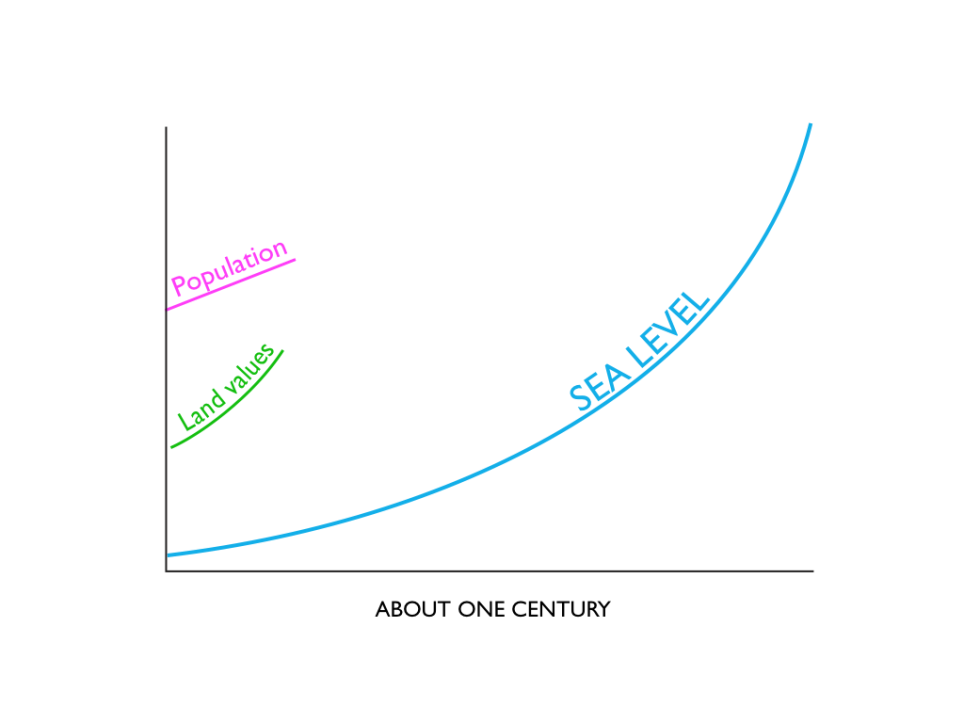 Population
Land values
SEA LEVEL
ABOUT ONE CENTURY